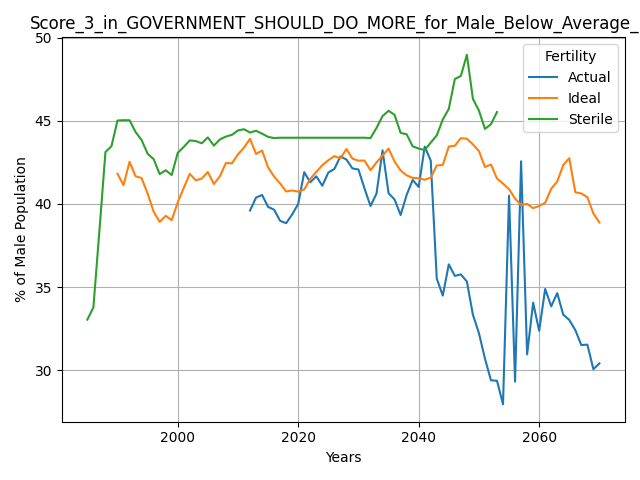 Score_3_in_GOVERNMENT_SHOULD_DO_MORE_for_Male_Below_Average_
Fertility
Actual
Ideal
Sterile
% of Male Population
50
45
40
35
30
2000
2020
2040
2060
Years